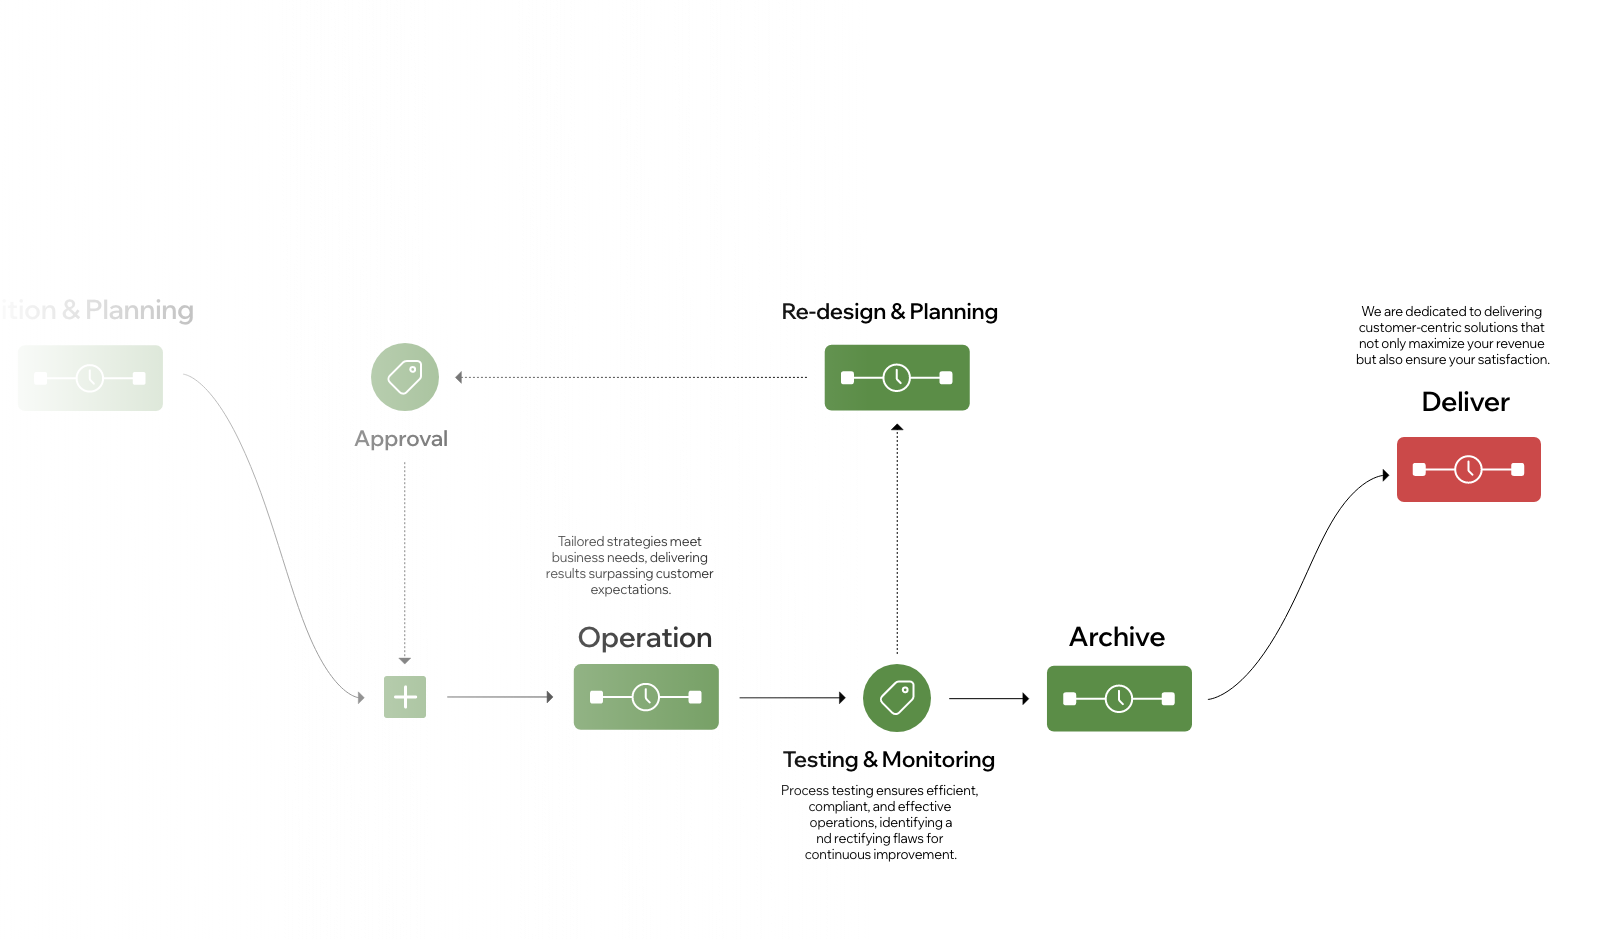 & Planning
Re-design & Planning
We are dedicated to delivering
customer-centric solutions that
not only maximize your revenue
but also ensure your satisfaction.
Deliver
Approval
Tailored strategies meet
business needs, delivering
results surpassing customer
expectations.
Operation
Archive
Testing & Monitoring
Process testing ensures efficient,
compliant, and effective
operations, identifying a
nd rectifying flaws for
continuous improvement.